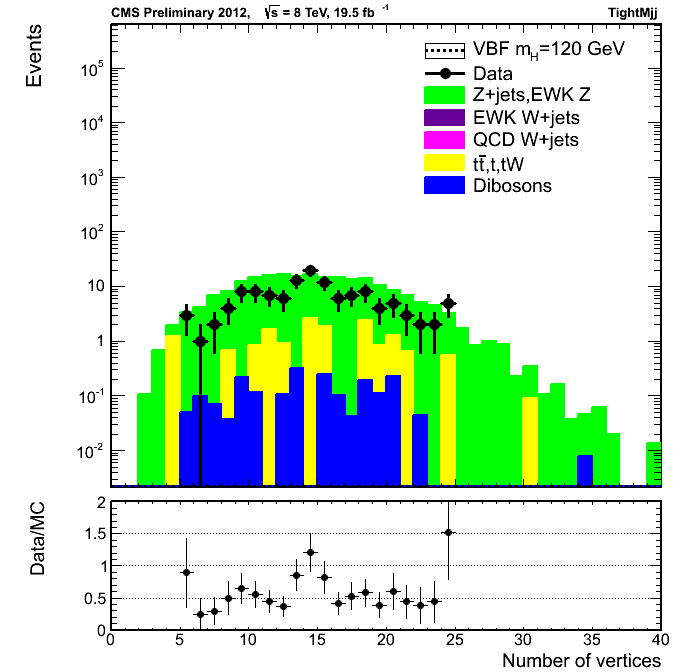 CMS Preliminary 2012, √s = 8 TeV, 19.5 fb⁻¹ TightMjj
Events
VBF m_H=120 GeV
Data
Z+jets,EWK Z
EWK W+jets
QCD W+jets
tt̄,t,tW
Dibosons
10⁵
10⁴
10³
10²
10
1
10⁻¹
10⁻²
Data/MC
2
1.5
1
0.5
0
0 5 10 15 20 25 30 35 40
Number of vertices